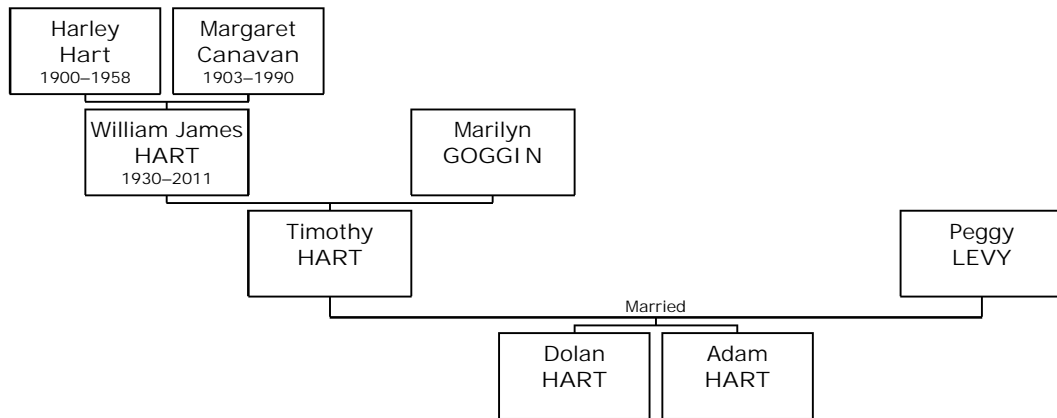 Harley
Hart
1900–1958
Margaret
Canavan
1903–1990
William James
HART
1930–2011
Marilyn
GOGGIN
Timothy
HART
Peggy
LEVY
Married
Dolan
HART
Adam
HART